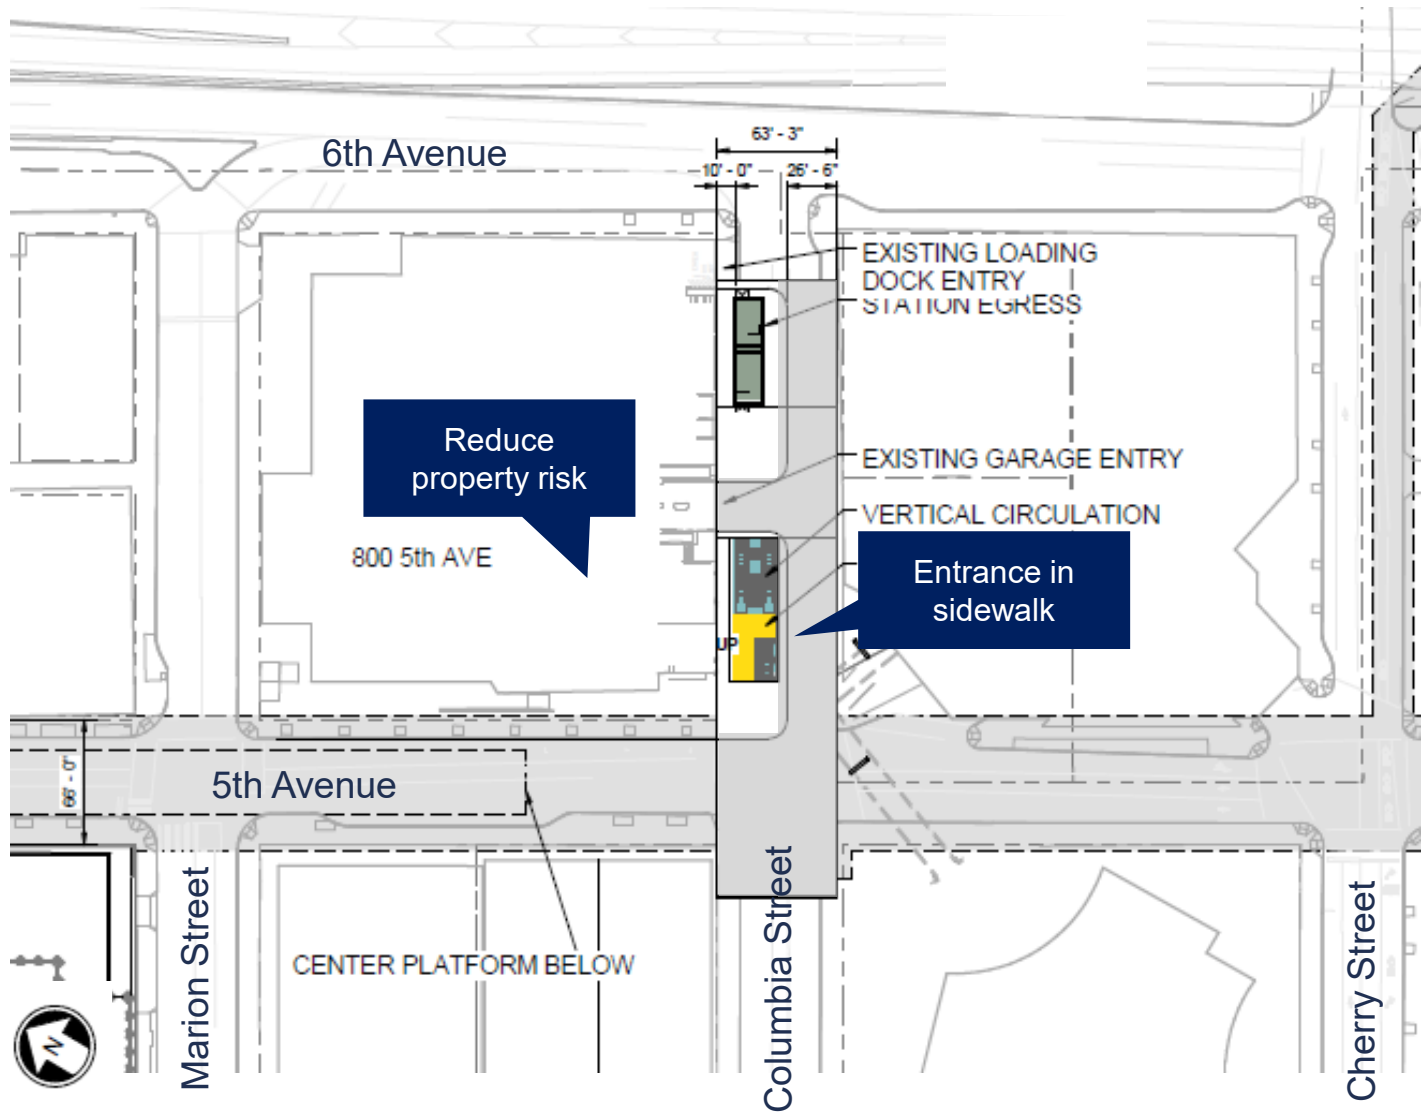 63' - 3"
6th Avenue
10' - 0"
26' - 6"
EXISTING LOADING
DOCK ENTRY
STATION EGRESS
Reduce
property risk
EXISTING GARAGE ENTRY
VERTICAL CIRCULATION
800 5th AVE
Entrance in
sidewalk
UP
66' - 0"
5th Avenue
CENTER PLATFORM BELOW
Marion Street
Columbia Street
Cherry Street
N